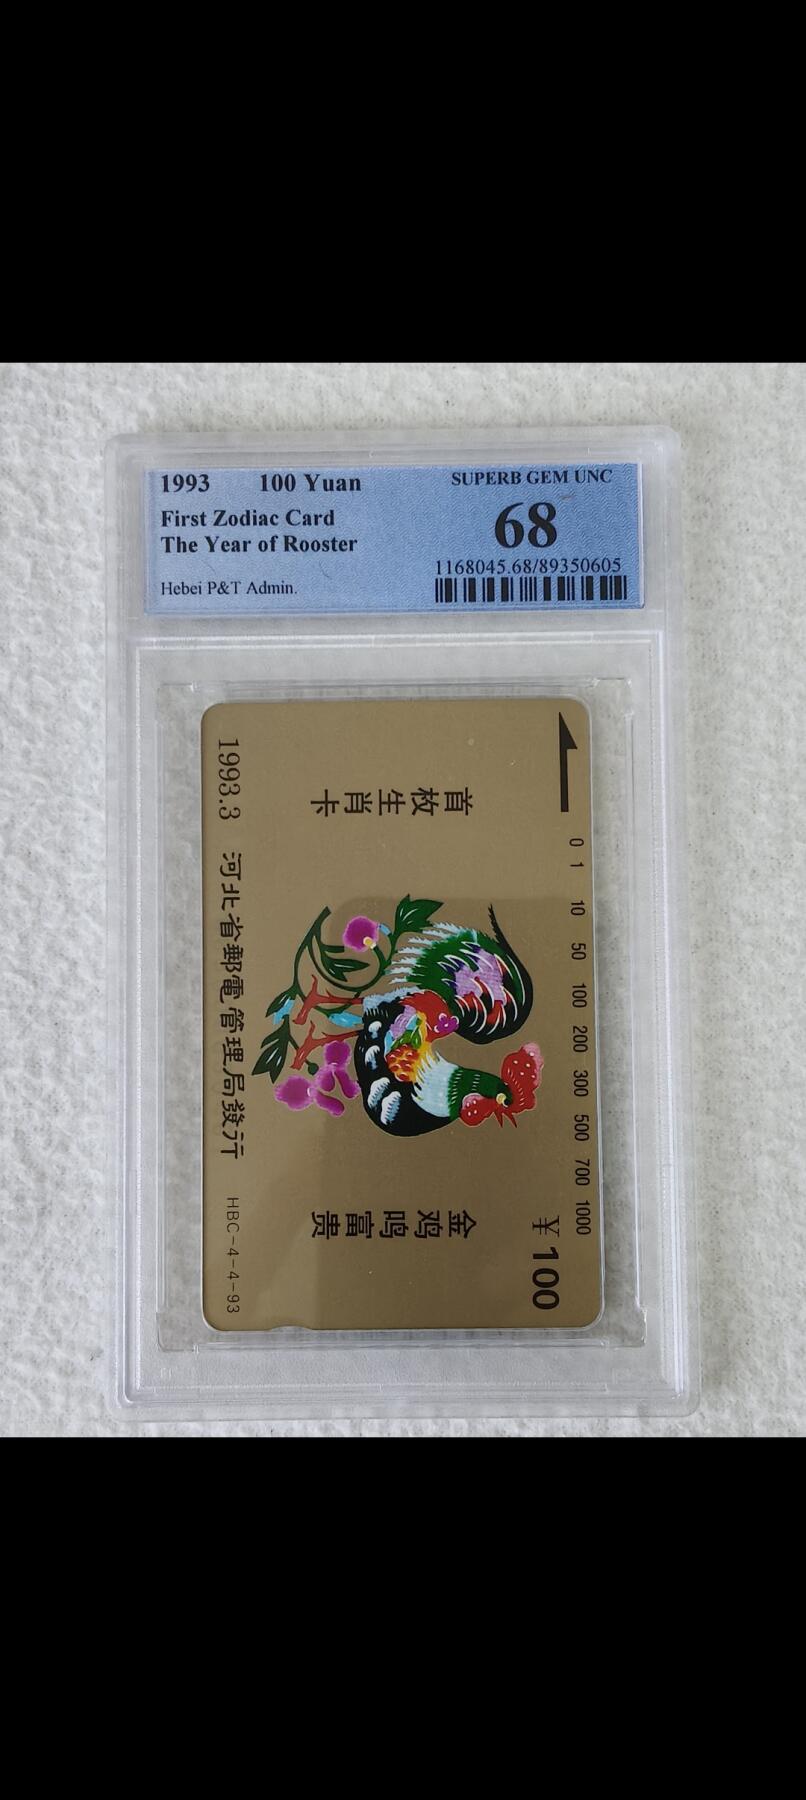 1993 100 Yuan
SUPERB GEM UNC
First Zodiac Card
68
The Year of Rooster
1168045.68/89350605
Hebei P&T Admin.
0 1 10 50 100 200 300 500 700 1000
¥100
首枚生肖卡
金鸡鸣富贵
1993.3 河北省郵電管理局發行 HBC-4-4-93